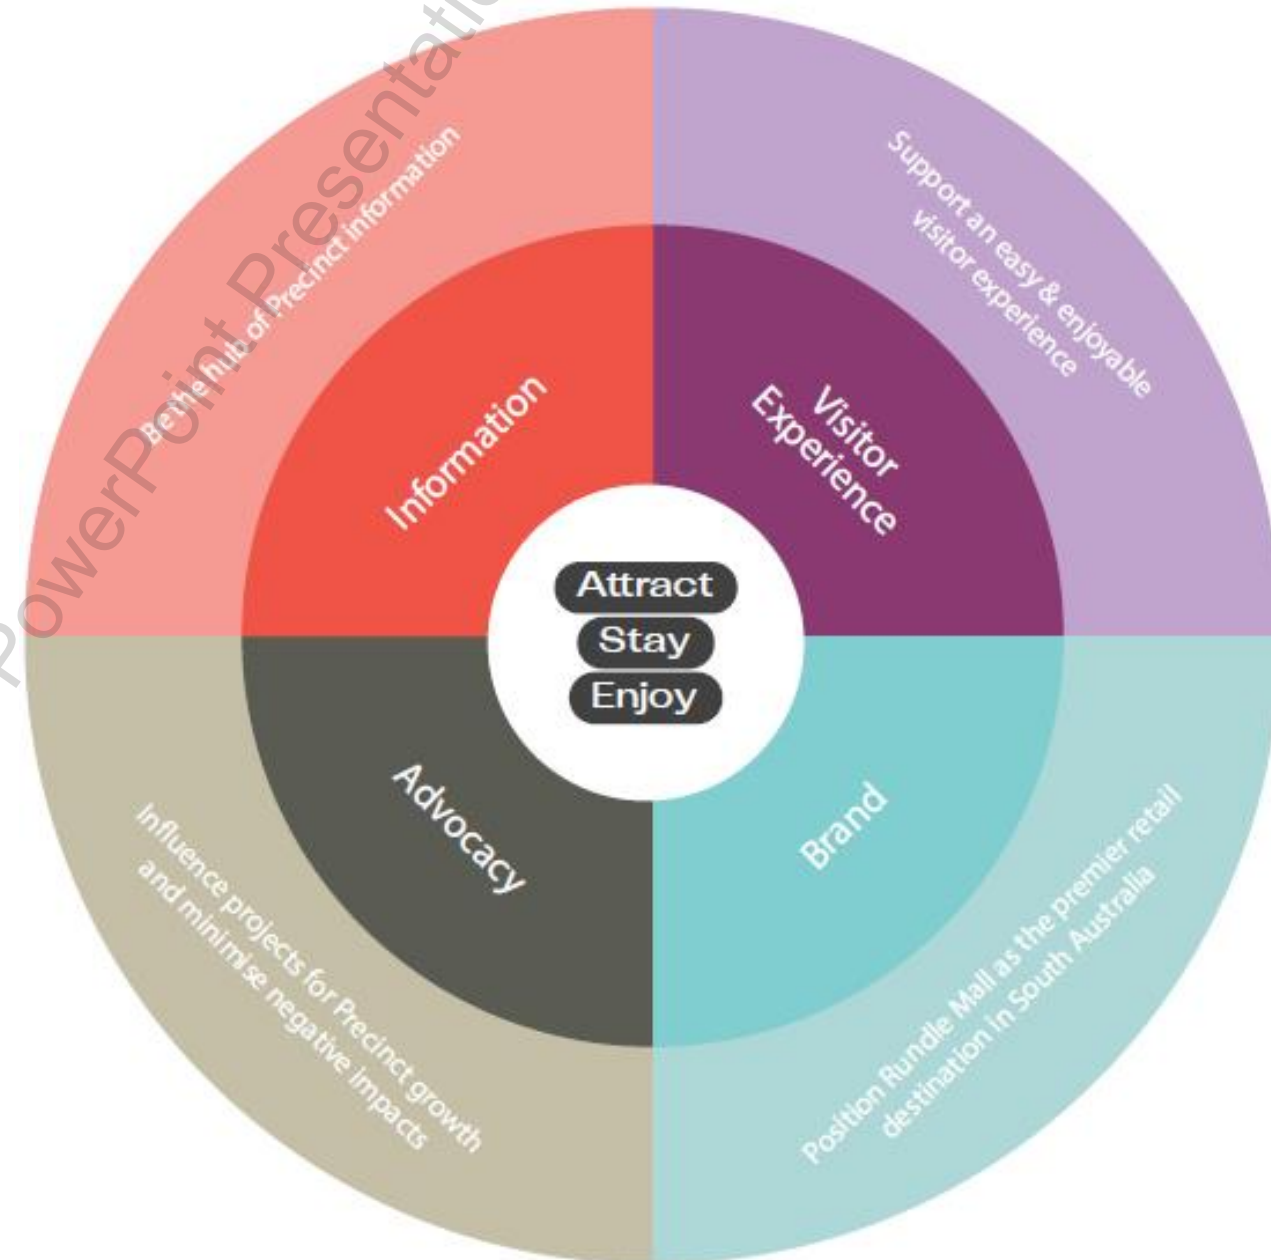 PowerPoint Presentatio
Be the hub of Precinct information
Support an easy & enjoyable
visitor experience
Information
Visitor
Experience
Attract
Stay
Enjoy
Advocacy
Brand
Influence projects for Precinct growth
and minimise negative impacts
Position Rundle Mall as the premier retail
destination in South Australia